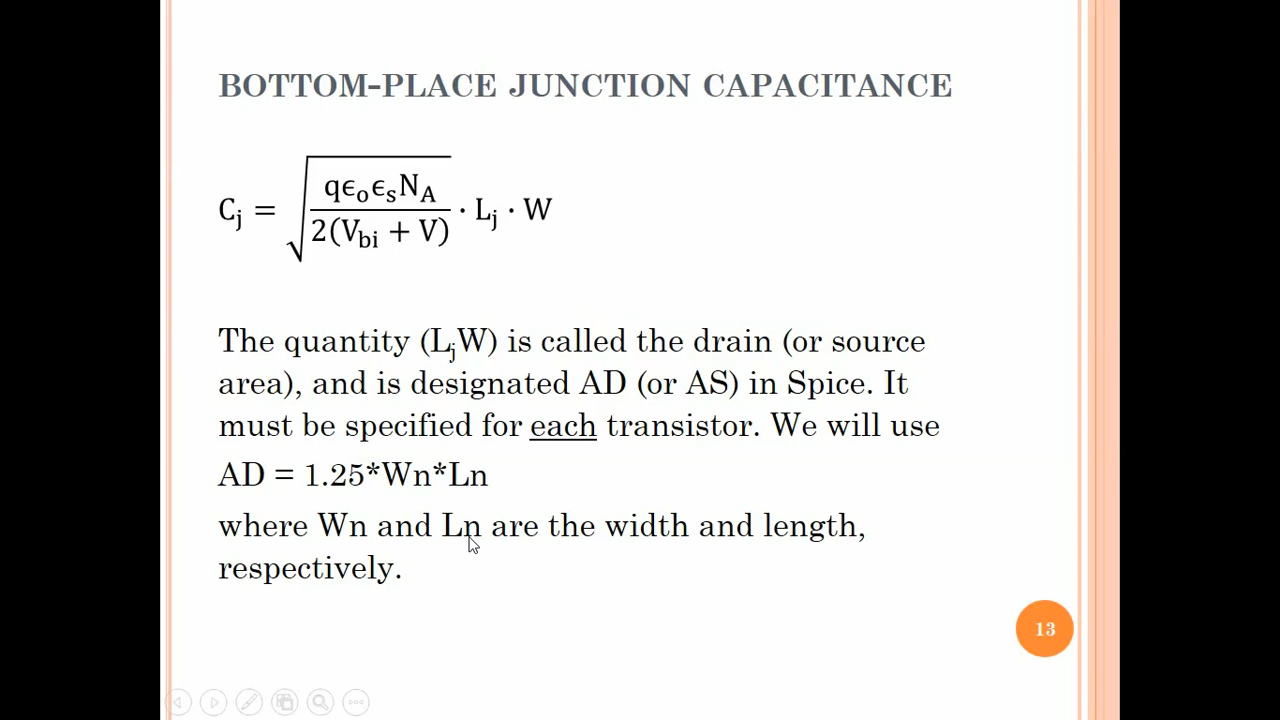 BOTTOM-PLACE JUNCTION CAPACITANCE
Cⱼ = √(qϵₒϵₛN_A / 2(V_bi + V)) · Lⱼ · W
The quantity (LⱼW) is called the drain (or source
area), and is designated AD (or AS) in Spice. It
must be specified for each transistor. We will use
AD = 1.25*Wn*Ln
where Wn and Ln are the width and length,
respectively.
13